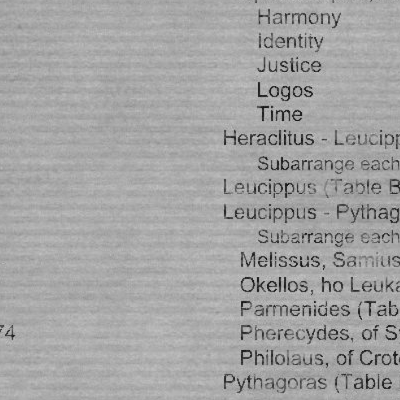 Harmony
Identity
Justice
Logos
Time
Heraclitus - Leucipp
Subarrange each
Leucippus (Table B
Leucippus - Pythag
Subarrange each
Melissus, Samius
Okellos, ho Leuka
Parmenides (Tab
74 Pherecydes, of S
Philolaus, of Crot
Pythagoras (Table